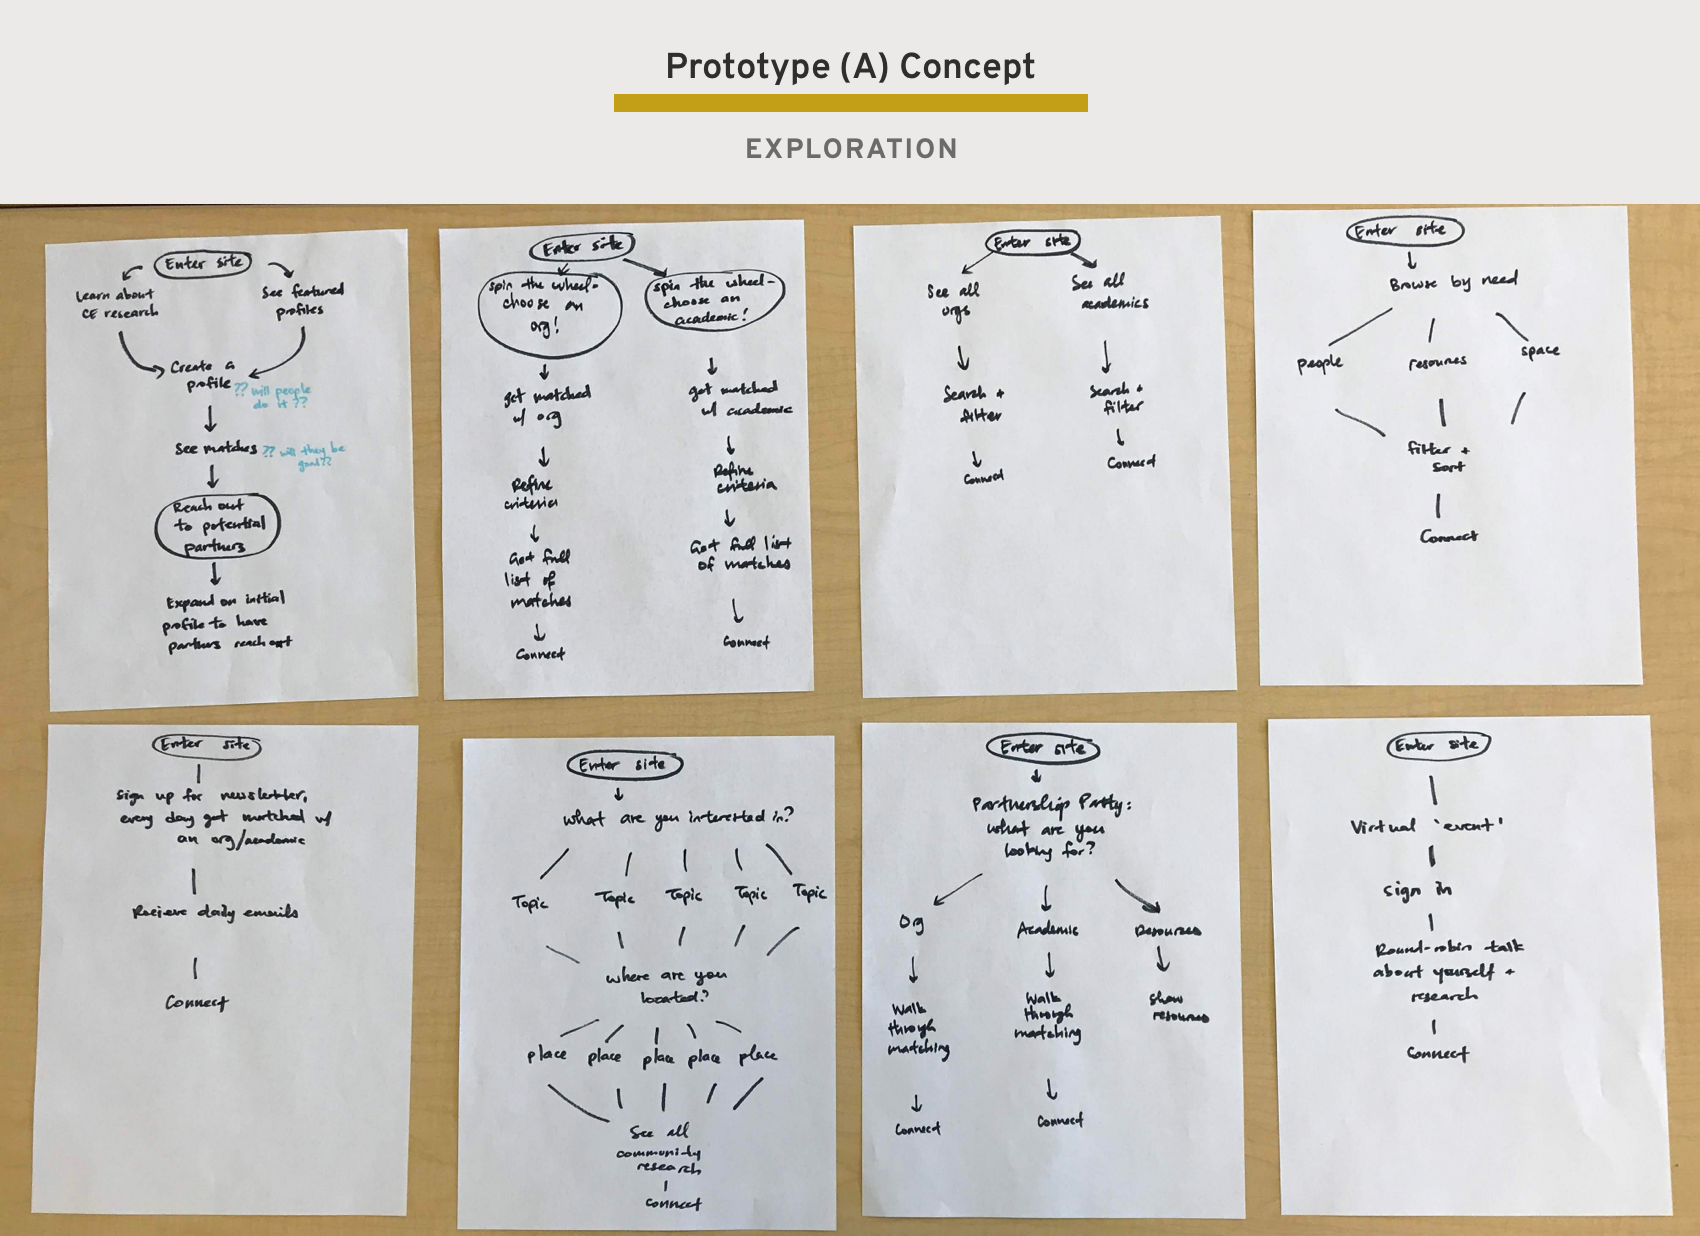 Prototype (A) Concept
EXPLORATION
Enter site
Learn about
CE research
See featured
profiles
Create a
profile
?? will people
do it ??
See matches
?? will they be
good??
Reach out
to potential
partners
Expand on initial
profile to have
partners reach out
Enter site
spin the wheel-
choose an
org!
spin the wheel-
choose an
academic!
get matched
w/ org
get matched
w/ academic
Refine
criteria
Refine
criteria
Get full
list of
matches
Get full list
of matches
Connect
Connect
Enter site
See all
orgs
See all
academics
Search +
filter
Search +
filter
Connect
Connect
Enter site
Browse by need
people
resources
space
filter +
sort
Connect
Enter site
Sign up for newsletter,
every day get matched w/
an org/academic
Recieve daily emails
Connect
Enter site
What are you interested in?
Topic
Topic
Topic
Topic
Topic
where are you
located?
place
place
place
place
place
See all
community
research
Connect
Enter site
Partnership Party:
what are you
looking for?
Org
Academic
Resources
Walk
through
matching
Walk
through
matching
show
resources
Connect
Connect
Enter site
Virtual 'event'
Sign in
Round-robin talk
about yourself +
research
Connect